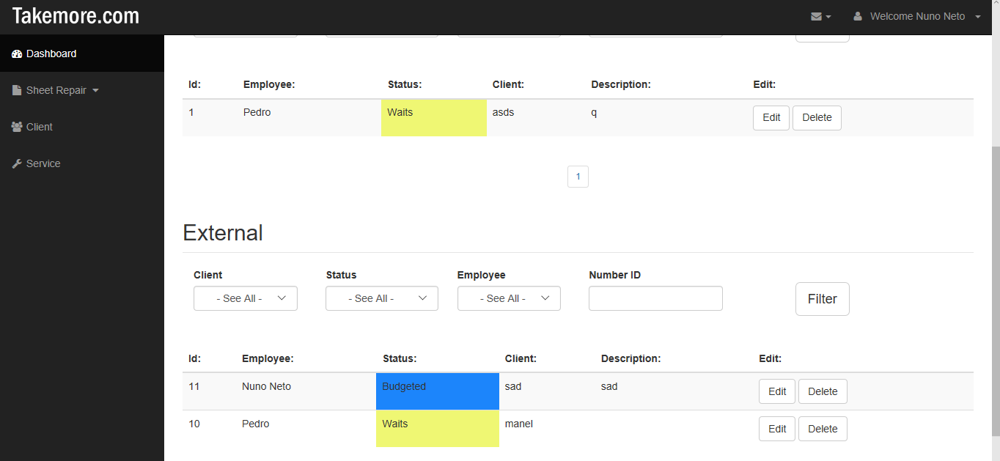 Takemore.com
Welcome Nuno Neto
Dashboard
Sheet Repair
Client
Service
Id: Employee: Status: Client: Description: Edit:
1 Pedro Waits asds q Edit Delete
1
External
Client Status Employee Number ID
- See All - - See All - - See All - Filter
Id: Employee: Status: Client: Description: Edit:
11 Nuno Neto Budgeted sad sad Edit Delete
10 Pedro Waits manel Edit Delete